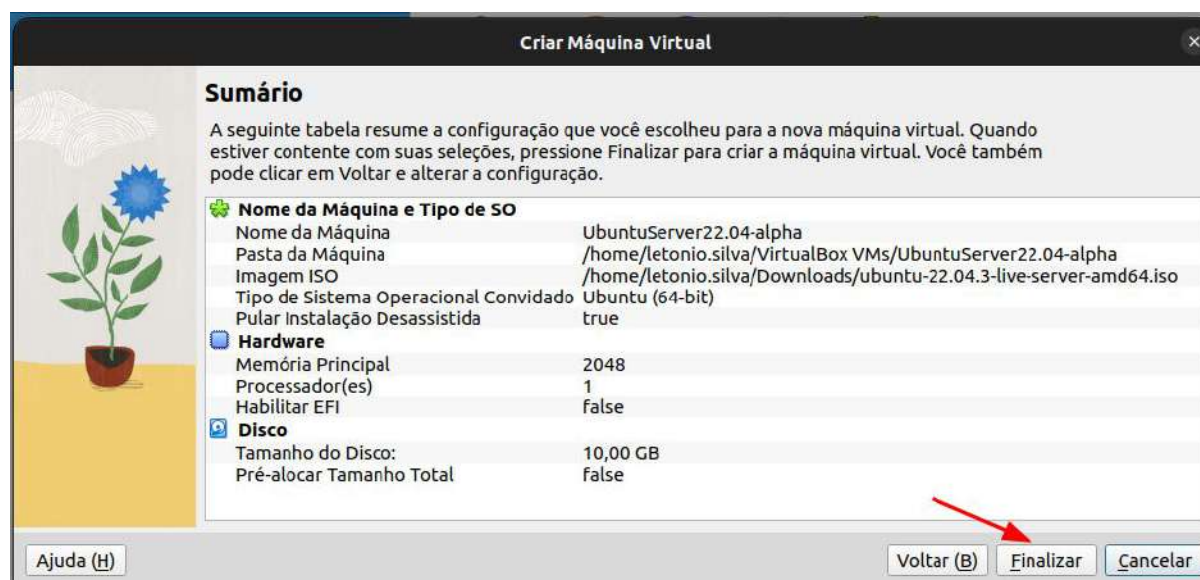 Criar Máquina Virtual
Sumário
A seguinte tabela resume a configuração que você escolheu para a nova máquina virtual. Quando
estiver contente com suas seleções, pressione Finalizar para criar a máquina virtual. Você também
pode clicar em Voltar e alterar a configuração.
Nome da Máquina e Tipo de SO
Nome da Máquina UbuntuServer22.04-alpha
Pasta da Máquina /home/letonio.silva/VirtualBox VMs/UbuntuServer22.04-alpha
Imagem ISO /home/letonio.silva/Downloads/ubuntu-22.04.3-live-server-amd64.iso
Tipo de Sistema Operacional Convidado Ubuntu (64-bit)
Pular Instalação Desassistida true
Hardware
Memória Principal 2048
Processador(es) 1
Habilitar EFI false
Disco
Tamanho do Disco: 10,00 GB
Pré-alocar Tamanho Total false
Ajuda (H) Voltar (B) Finalizar Cancelar